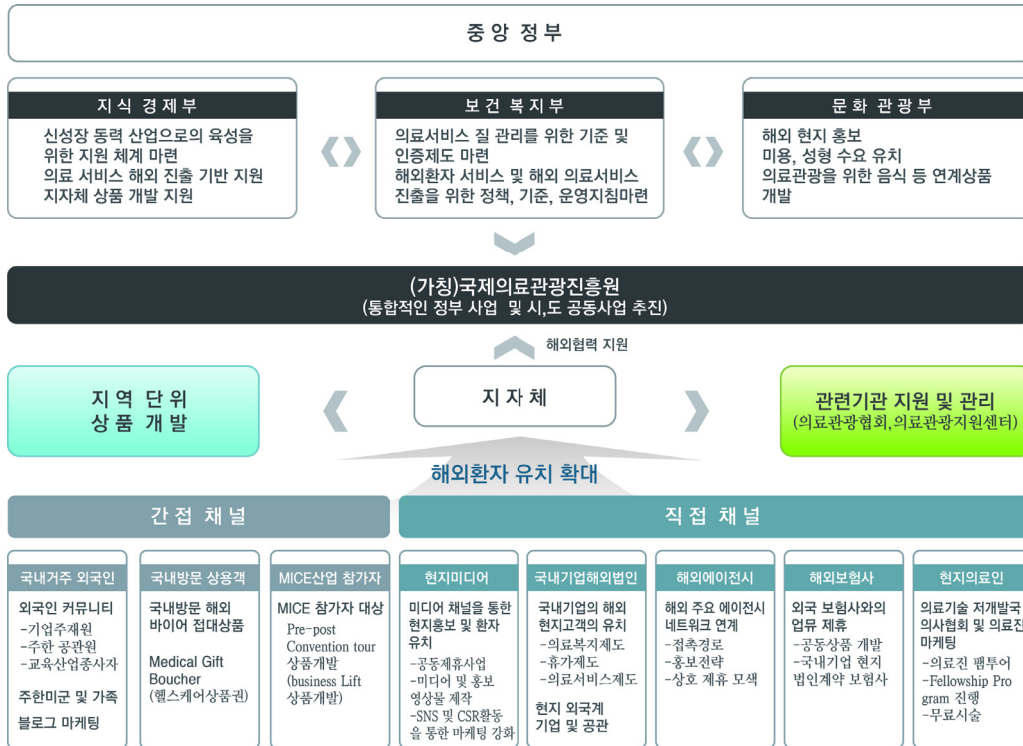 중앙 정부
지식 경제부
신성장 동력 산업으로의 육성을
위한 지원 체계 마련
의료 서비스 해외 진출 기반 지원
지자체 상품 개발 지원
보건 복지부
의료서비스 질 관리를 위한 기준 및
인증제도 마련
해외환자 서비스 및 해외 의료서비스
진출을 위한 정책, 기준, 운영지침마련
문화 관광부
해외 현지 홍보
미용, 성형 수요 유치
의료관광을 위한 음식 등 연계상품
개발
(가칭)국제의료관광진흥원
(통합적인 정부 사업 및 시,도 공동사업 추진)
해외협력 지원
지역 단위
상품 개발
지자체
관련기관 지원 및 관리
(의료관광협회,의료관광지원센터)
해외환자 유치 확대
간접 채널
직접 채널
국내거주 외국인
외국인 커뮤니티
-기업주재원
-주한 공관원
-교육산업종사자
주한미군 및 가족
블로그 마케팅
국내방문 상용객
국내방문 해외
바이어 접대상품
Medical Gift
Boucher
(헬스케어상품권)
MICE산업 참가자
MICE 참가자 대상
Pre-post
Convention tour
상품개발
(business Lift
상품개발)
현지미디어
미디어 채널을 통한
현지홍보 및 환자
유치
-공동제휴사업
-미디어 및 홍보
영상물 제작
-SNS 및 CSR활동
을 통한 마케팅 강화
국내기업해외법인
국내기업의 해외
현지고객의 유치
-의료복지제도
-휴가제도
-의료서비스제도
현지 외국계
기업 및 공관
해외에이전시
해외 주요 에이전시
네트워크 연계
-접촉경로
-홍보전략
-상호 제휴 모색
해외보험사
외국 보험사와의
업뮤 제휴
-공동상품 개발
-국내기업 현지
법인계약 보험사
현지의료인
의료기술 저개발국
의사협회 및 의료진
마케팅
-의료진 팸투어
-Fellowship Pro
gram 진행
-무료시술